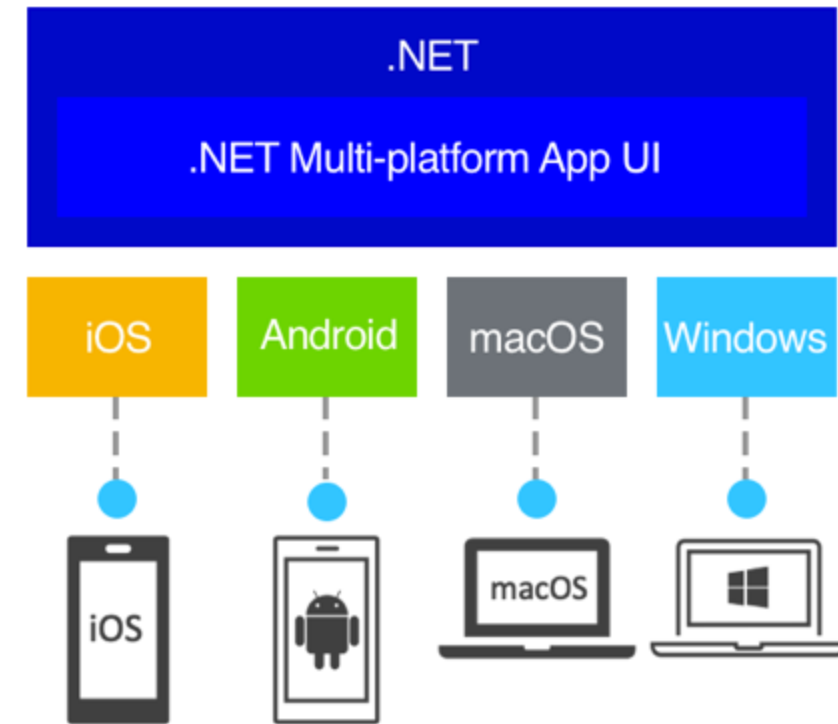 .NET
.NET Multi-platform App UI
iOS
Android
macOS
Windows
iOS
macOS